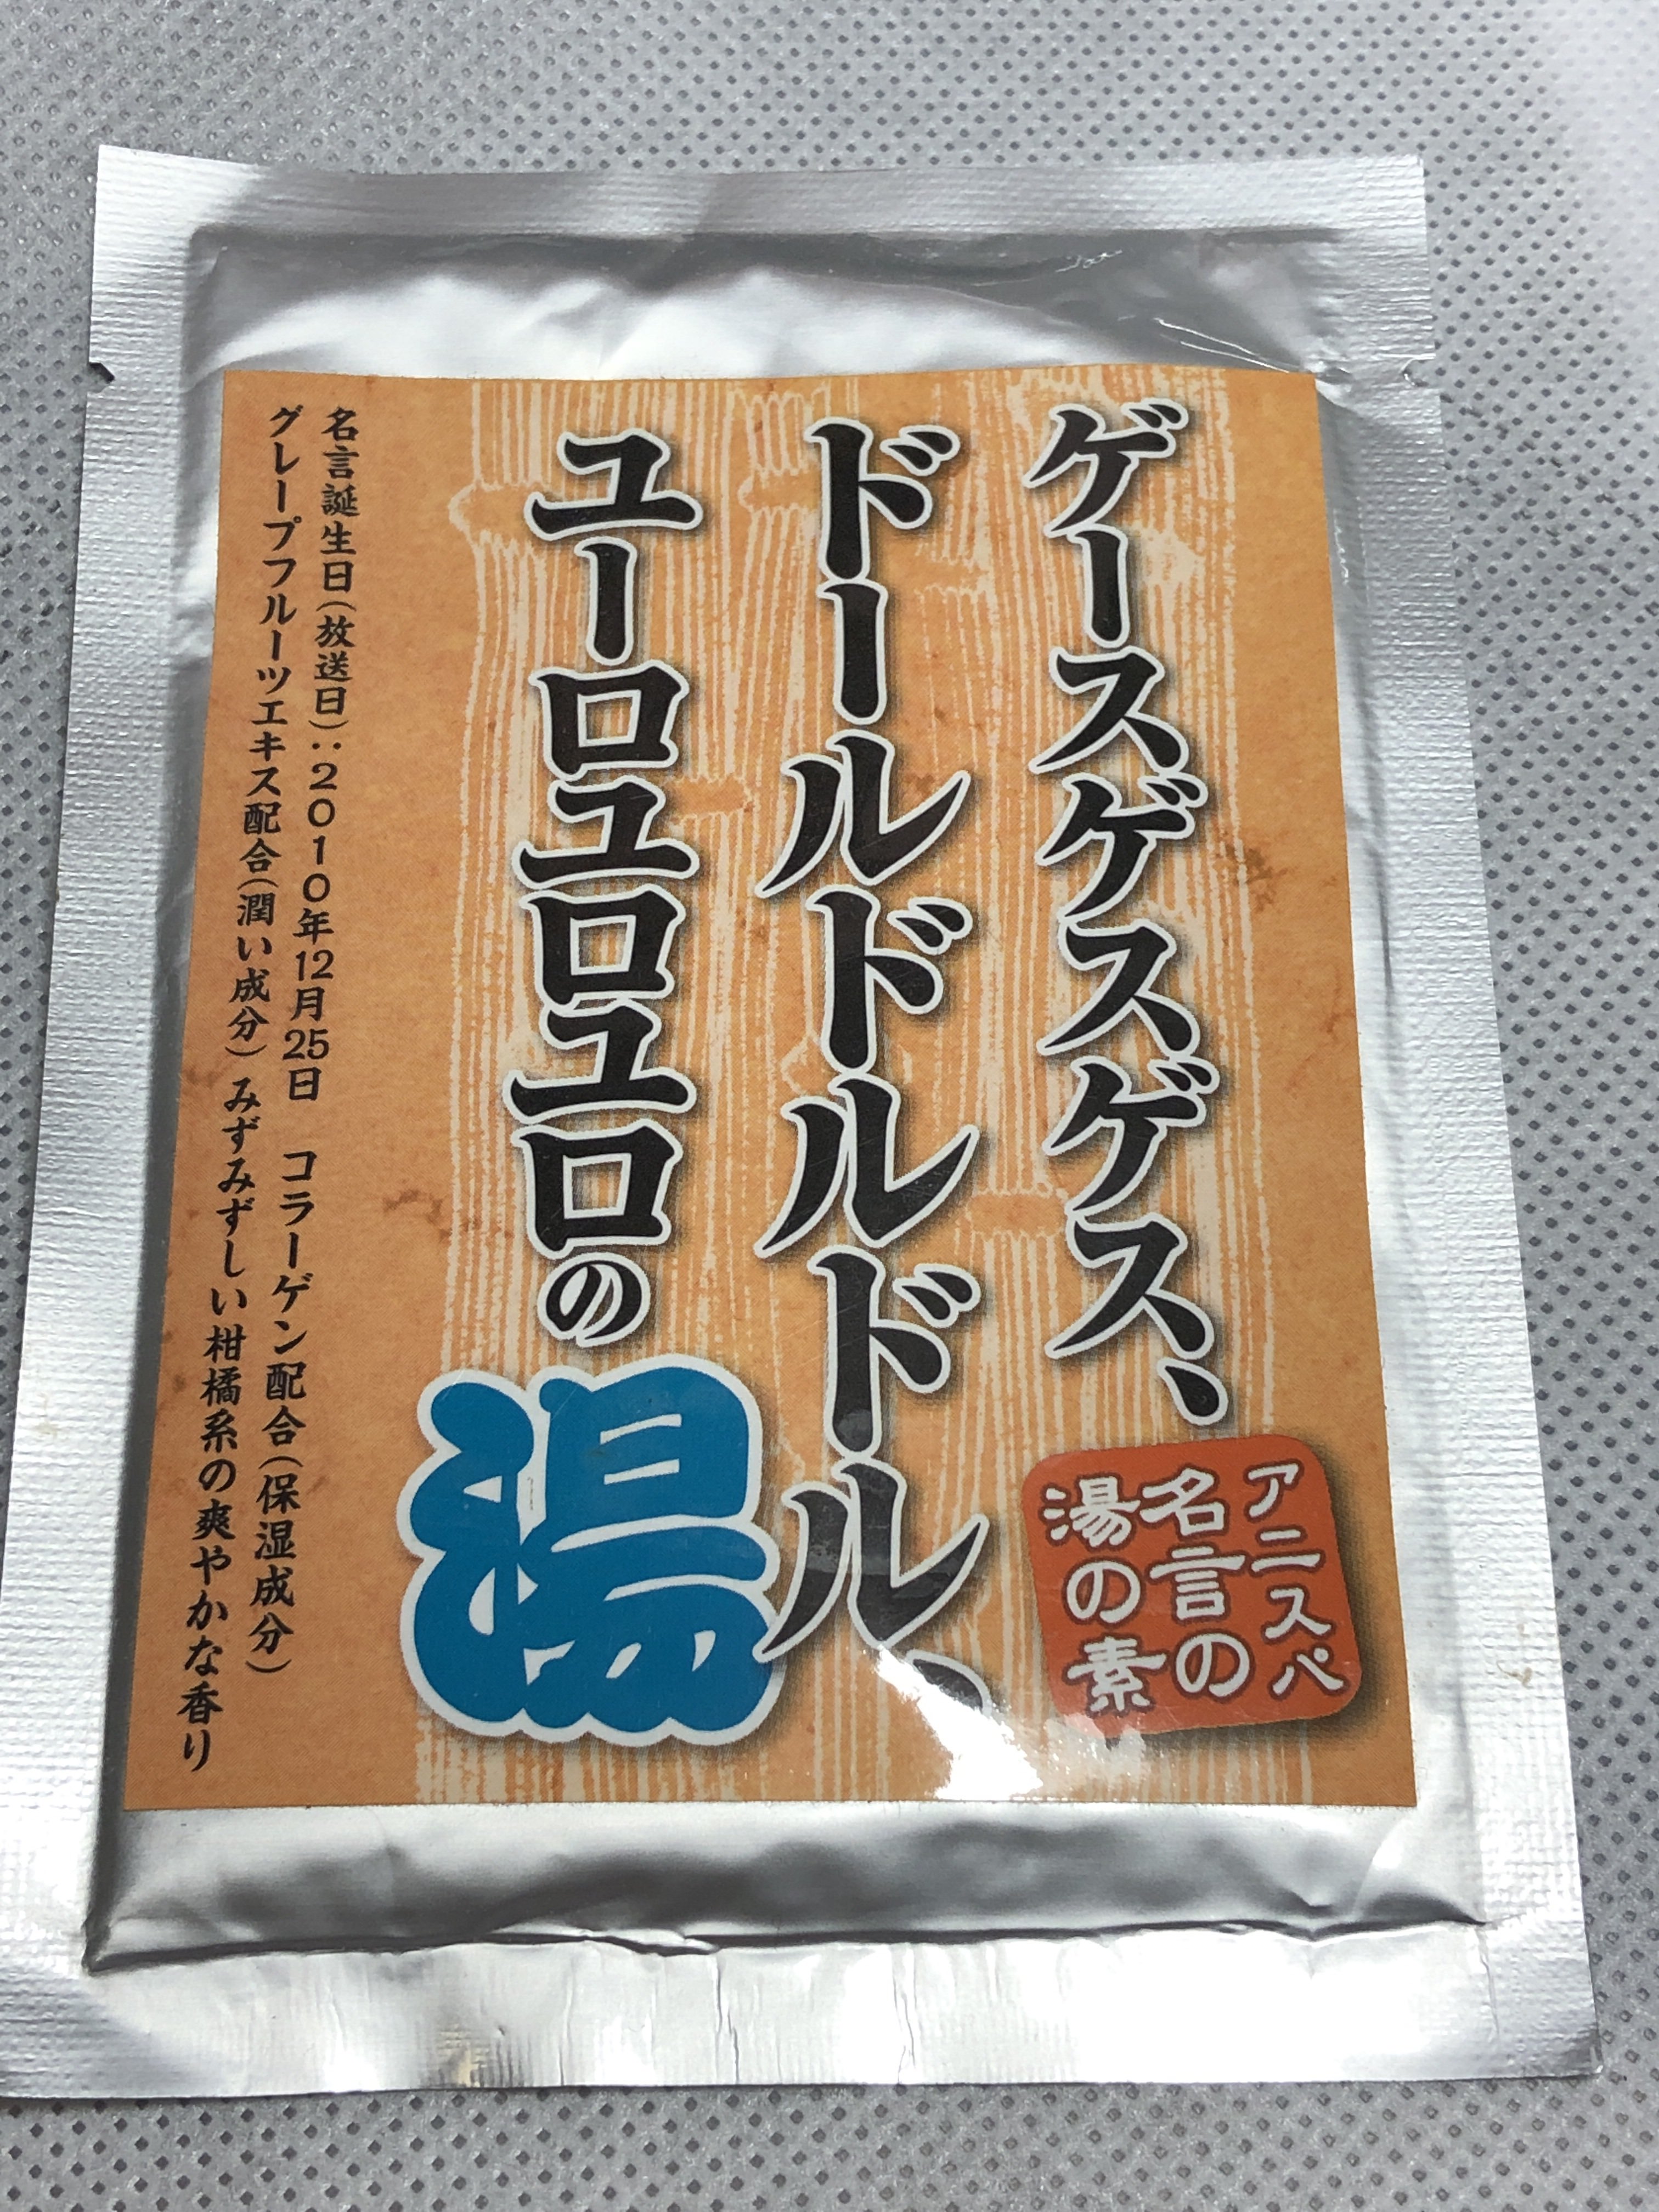 ゲースゲスゲス、
ドールドルドル、
ユーロユロユロの
湯
アニスパ
名言の
湯の素
名言誕生日(放送日):2010年12月25日 コラーゲン配合(保湿成分)
グレープフルーツエキス配合(潤い成分)みずみずしい柑橘系の爽やかな香り